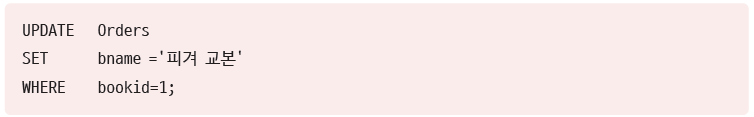 UPDATE Orders
SET bname ='피겨 교본'
WHERE bookid=1;